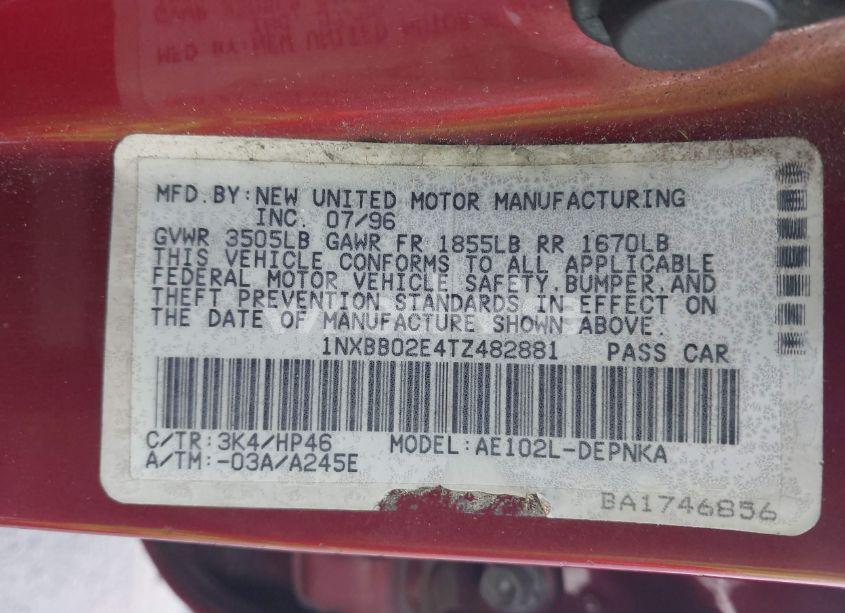 MFD.BY:NEW UNITED MOTOR MANUFACTURING
INC. 07/96
GVWR 3505LB GAWR FR 1855LB RR 1670LB
THIS VEHICLE CONFORMS TO ALL APPLICABLE
FEDERAL MOTOR VEHICLE SAFETY,BUMPER,AND
THEFT PREVENTION STANDARDS IN EFFECT ON
THE DATE OF MANUFACTURE SHOWN ABOVE.
1NXBB02E4TZ482881 PASS CAR
C/TR:3K4/HP46 MODEL:AE102L-DEPNKA
A/TM:-03A/A245E
BA1746856